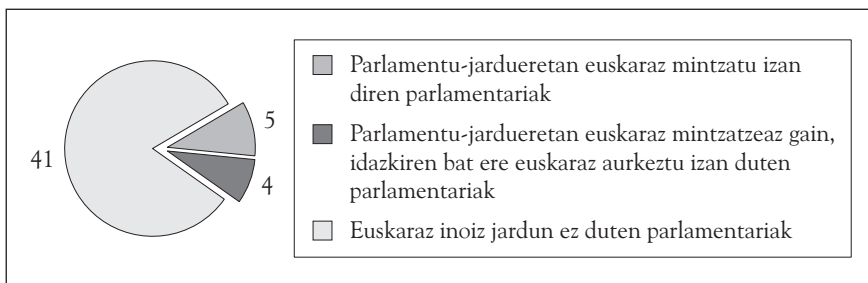 41
5
4
Parlamentu-jardueretan euskaraz mintzatu izan
diren parlamentariak
Parlamentu-jardueretan euskaraz mintzatzeaz gain,
idazkiren bat ere euskaraz aurkeztu izan duten
parlamentariak
Euskaraz inoiz jardun ez duten parlamentariak